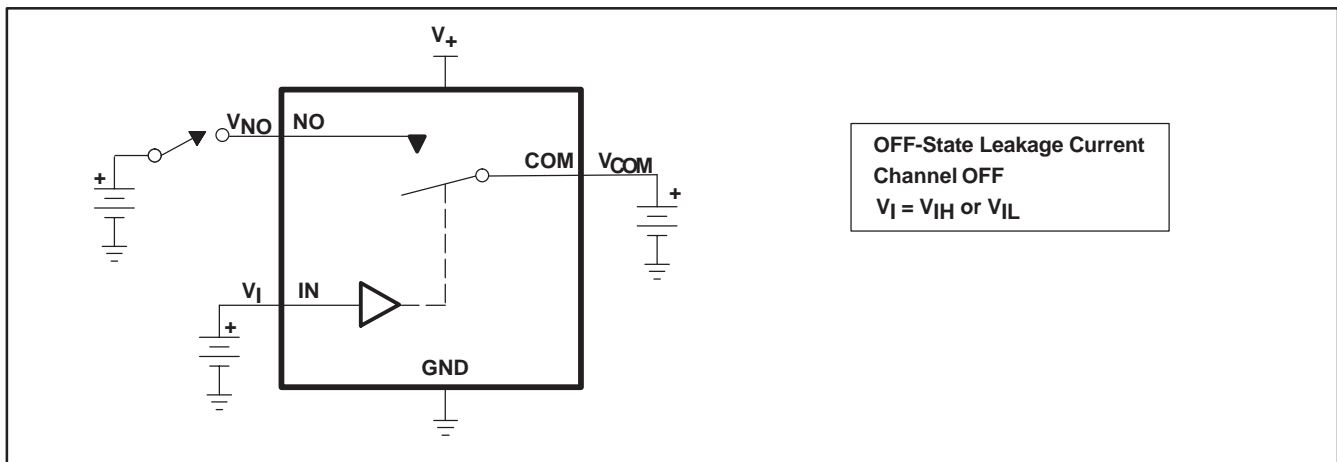 V+
VNO NO
COM VCOM
+
+
VI IN
+
GND
OFF-State Leakage Current
Channel OFF
VI = VIH or VIL